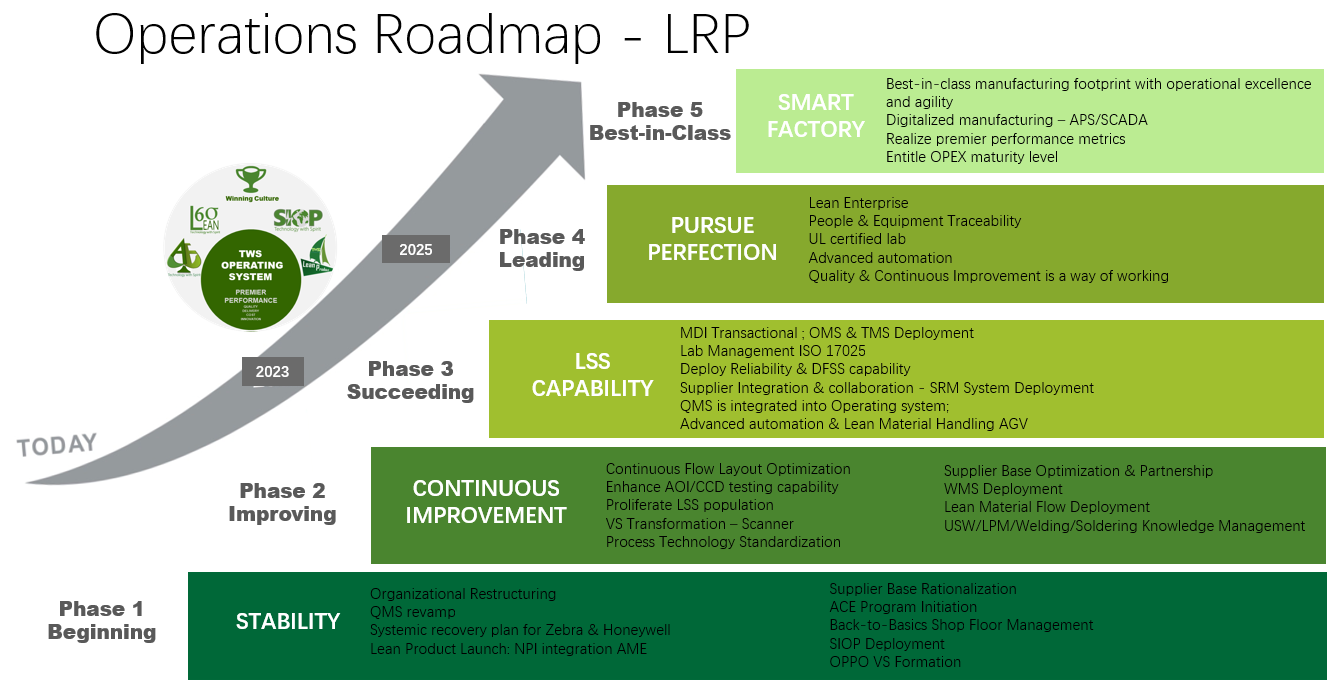 Operations Roadmap - LRP
Phase 5
Best-in-Class
SMART
FACTORY
Best-in-class manufacturing footprint with operational excellence
and agility
Digitalized manufacturing – APS/SCADA
Realize premier performance metrics
Entitle OPEX maturity level
Winning Culture
L6σ
LEAN
Technology with Spirit
SIOP
Technology with Spirit
Technology with Spirit
Lean Product
TWS
OPERATING
SYSTEM
PREMIER
PERFORMANCE
QUALITY
DELIVERY
COST
INNOVATION
2025
Phase 4
Leading
PURSUE
PERFECTION
Lean Enterprise
People & Equipment Traceability
UL certified lab
Advanced automation
Quality & Continuous Improvement is a way of working
2023
Phase 3
Succeeding
LSS
CAPABILITY
MDI Transactional ; OMS & TMS Deployment
Lab Management ISO 17025
Deploy Reliability & DFSS capability
Supplier Integration & collaboration - SRM System Deployment
QMS is integrated into Operating system;
Advanced automation & Lean Material Handling AGV
TODAY
Phase 2
Improving
CONTINUOUS
IMPROVEMENT
Continuous Flow Layout Optimization
Enhance AOI/CCD testing capability
Proliferate LSS population
VS Transformation – Scanner
Process Technology Standardization
Supplier Base Optimization & Partnership
WMS Deployment
Lean Material Flow Deployment
USW/LPM/Welding/Soldering Knowledge Management
Phase 1
Beginning
STABILITY
Organizational Restructuring
QMS revamp
Systemic recovery plan for Zebra & Honeywell
Lean Product Launch: NPI integration AME
Supplier Base Rationalization
ACE Program Initiation
Back-to-Basics Shop Floor Management
SIOP Deployment
OPPO VS Formation